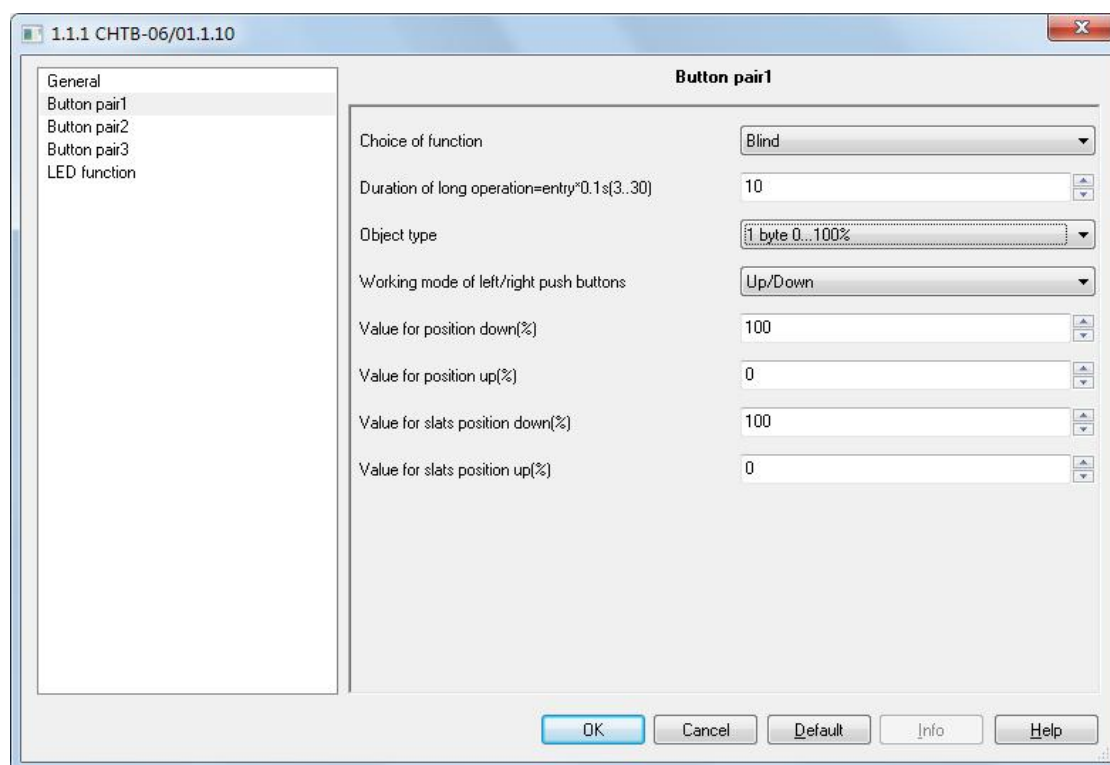 1.1.1 CHTB-06/01.1.10
General
Button pair1
Button pair2
Button pair3
LED function
Button pair1
Choice of function Blind
Duration of long operation=entry*0.1s(3..30) 10
Object type 1 byte 0...100%
Working mode of left/right push buttons Up/Down
Value for position down(%) 100
Value for position up(%) 0
Value for slats position down(%) 100
Value for slats position up(%) 0
OK Cancel Default Info Help